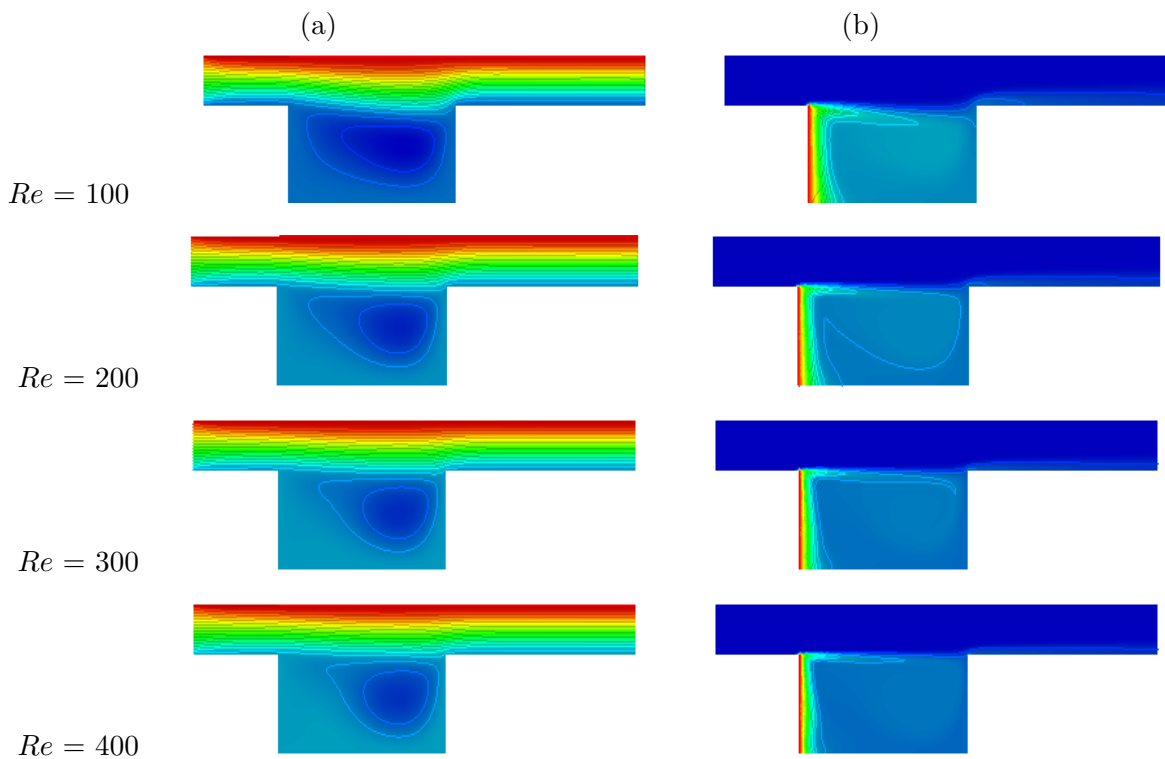 (a) (b)
Re = 100
Re = 200
Re = 300
Re = 400